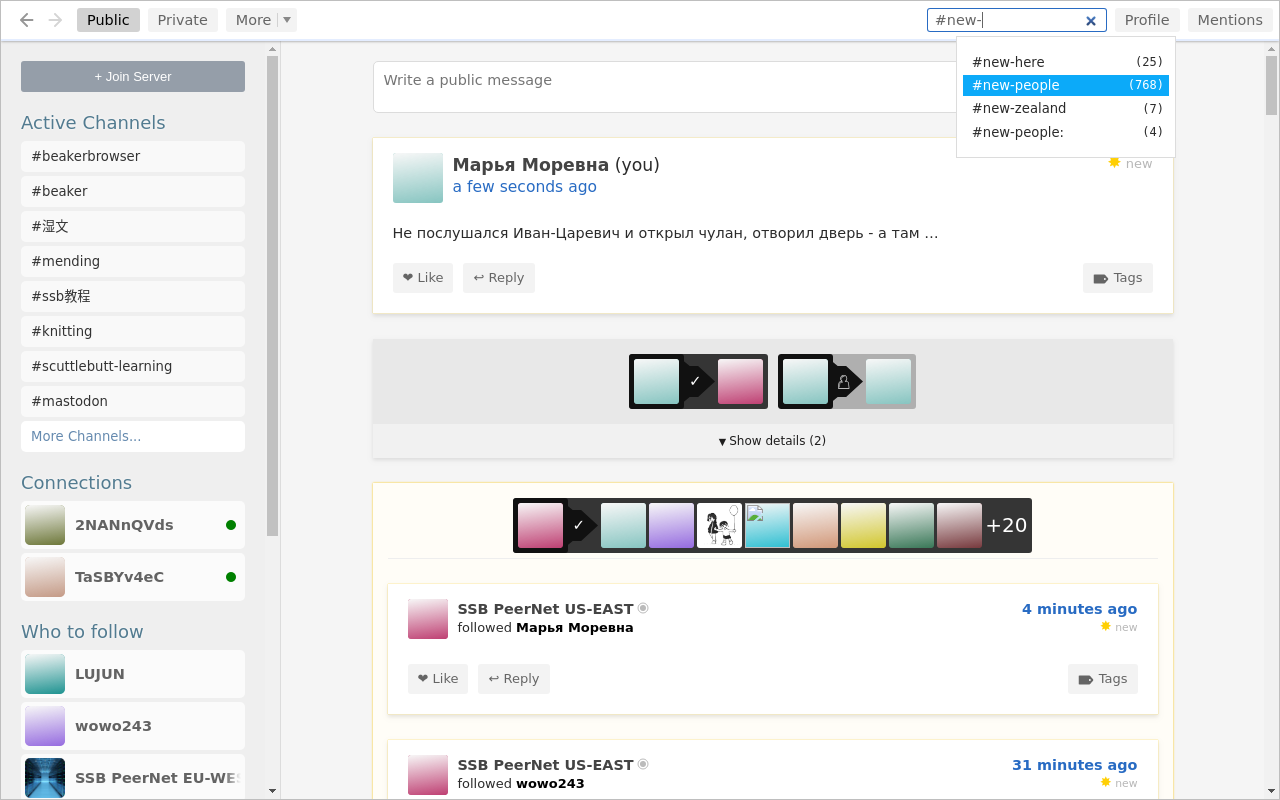 Public
Private
More
#new-
Profile
Mentions
#new-here (25)
#new-people (768)
#new-zealand (7)
#new-people: (4)
+ Join Server
Active Channels
#beakerbrowser
#beaker
#湿文
#mending
#ssb教程
#knitting
#scuttlebutt-learning
#mastodon
More Channels...
Connections
2NANnQVds
TaSBYv4eC
Who to follow
LUJUN
wowo243
SSB PeerNet EU-WES
Write a public message
Марья Моревна (you)
a few seconds ago
new
Не послушался Иван-Царевич и открыл чулан, отворил дверь - а там ...
❤ Like
↩ Reply
Tags
▼ Show details (2)
+20
SSB PeerNet US-EAST
4 minutes ago
followed Марья Моревна
new
❤ Like
↩ Reply
Tags
SSB PeerNet US-EAST
31 minutes ago
followed wowo243
new